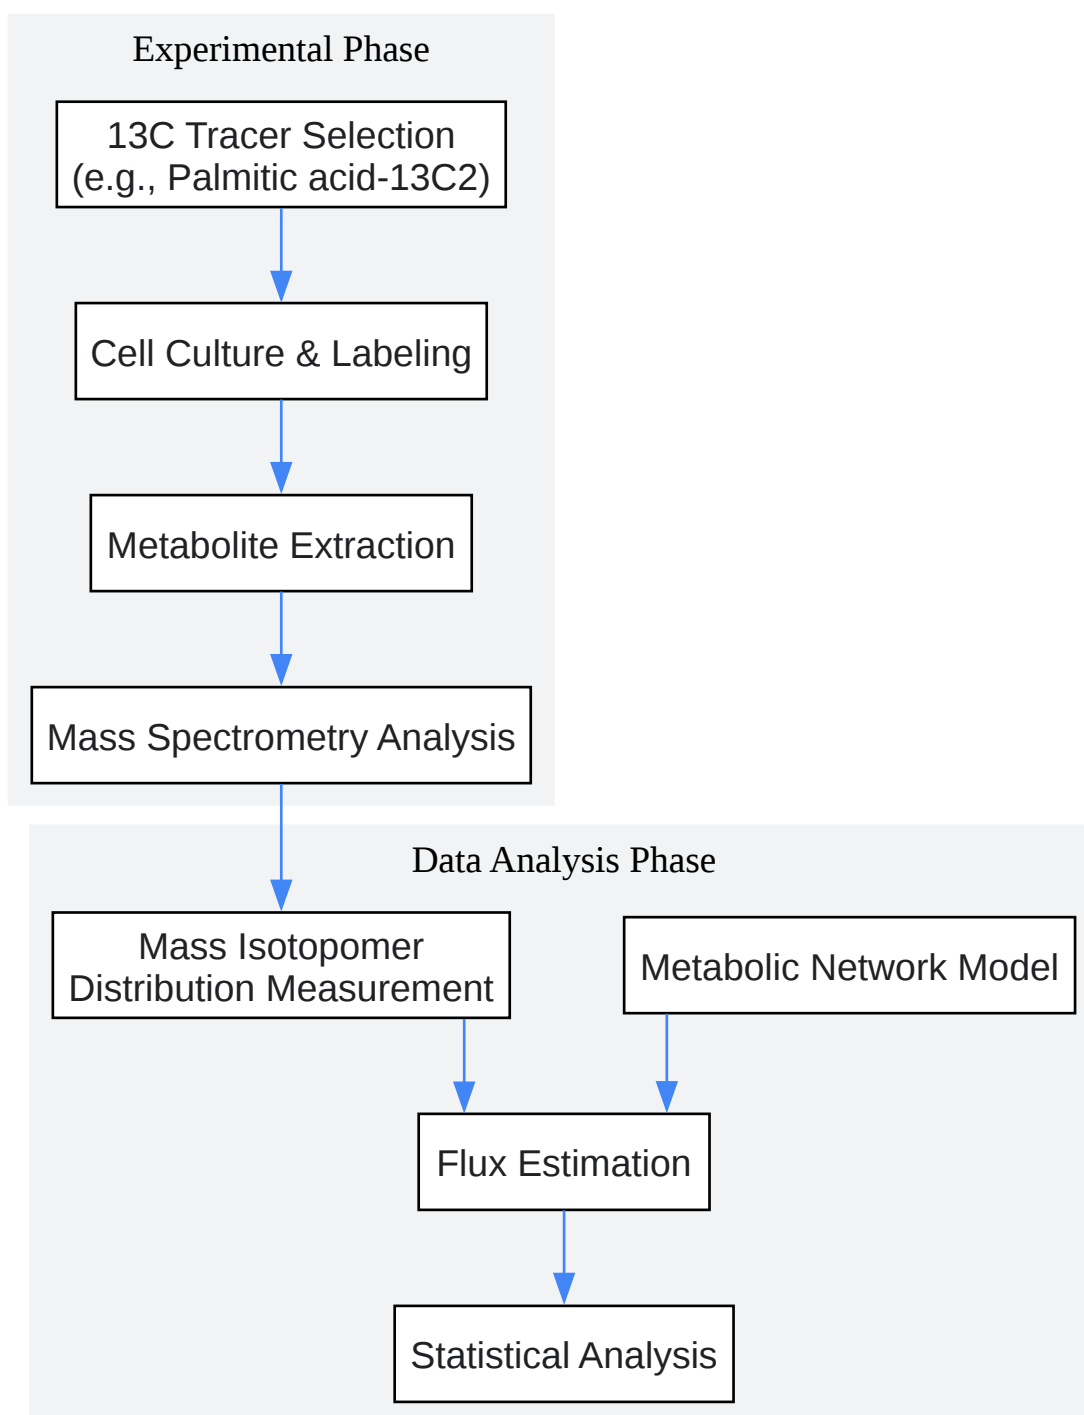 Experimental Phase
13C Tracer Selection
(e.g., Palmitic acid-13C2)
Cell Culture & Labeling
Metabolite Extraction
Mass Spectrometry Analysis
Data Analysis Phase
Mass Isotopomer
Distribution Measurement
Metabolic Network Model
Flux Estimation
Statistical Analysis